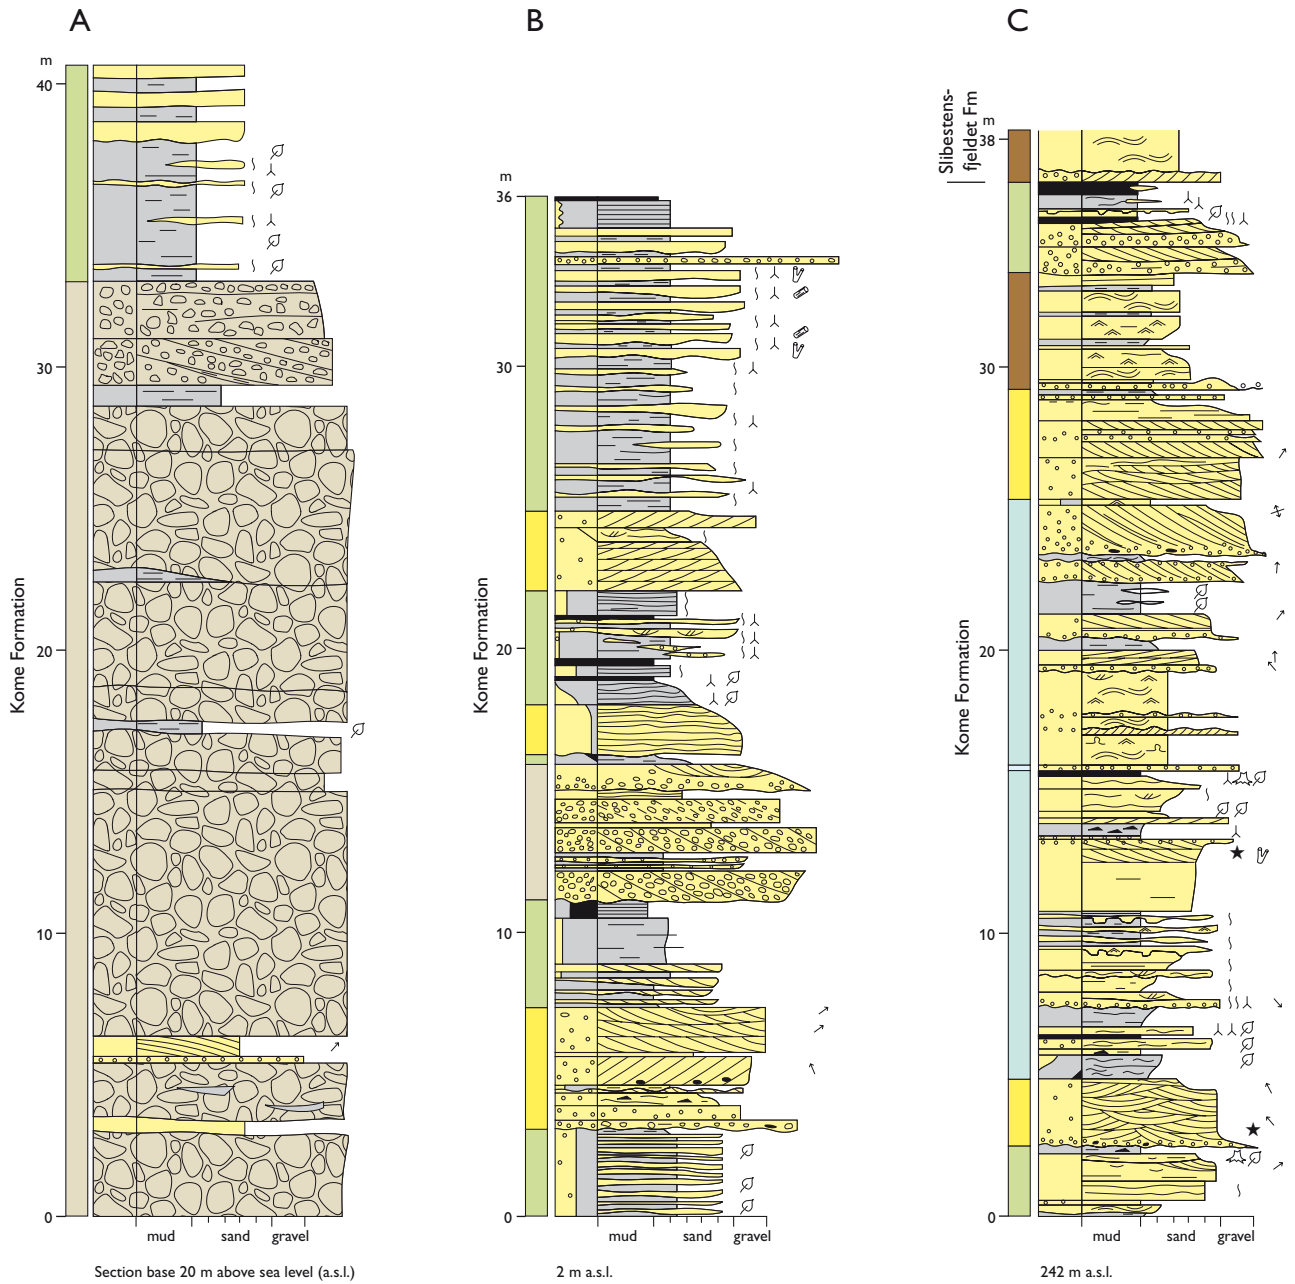 A
m
40
30
20
10
0
Kome Formation
mud
sand
gravel
Section base 20 m above sea level (a.s.l.)
B
m
36
30
20
10
0
Kome Formation
mud
sand
gravel
2 m a.s.l.
C
Slibestens-
fjeldet Fm
m
38
30
20
10
0
Kome Formation
mud
sand
gravel
242 m a.s.l.